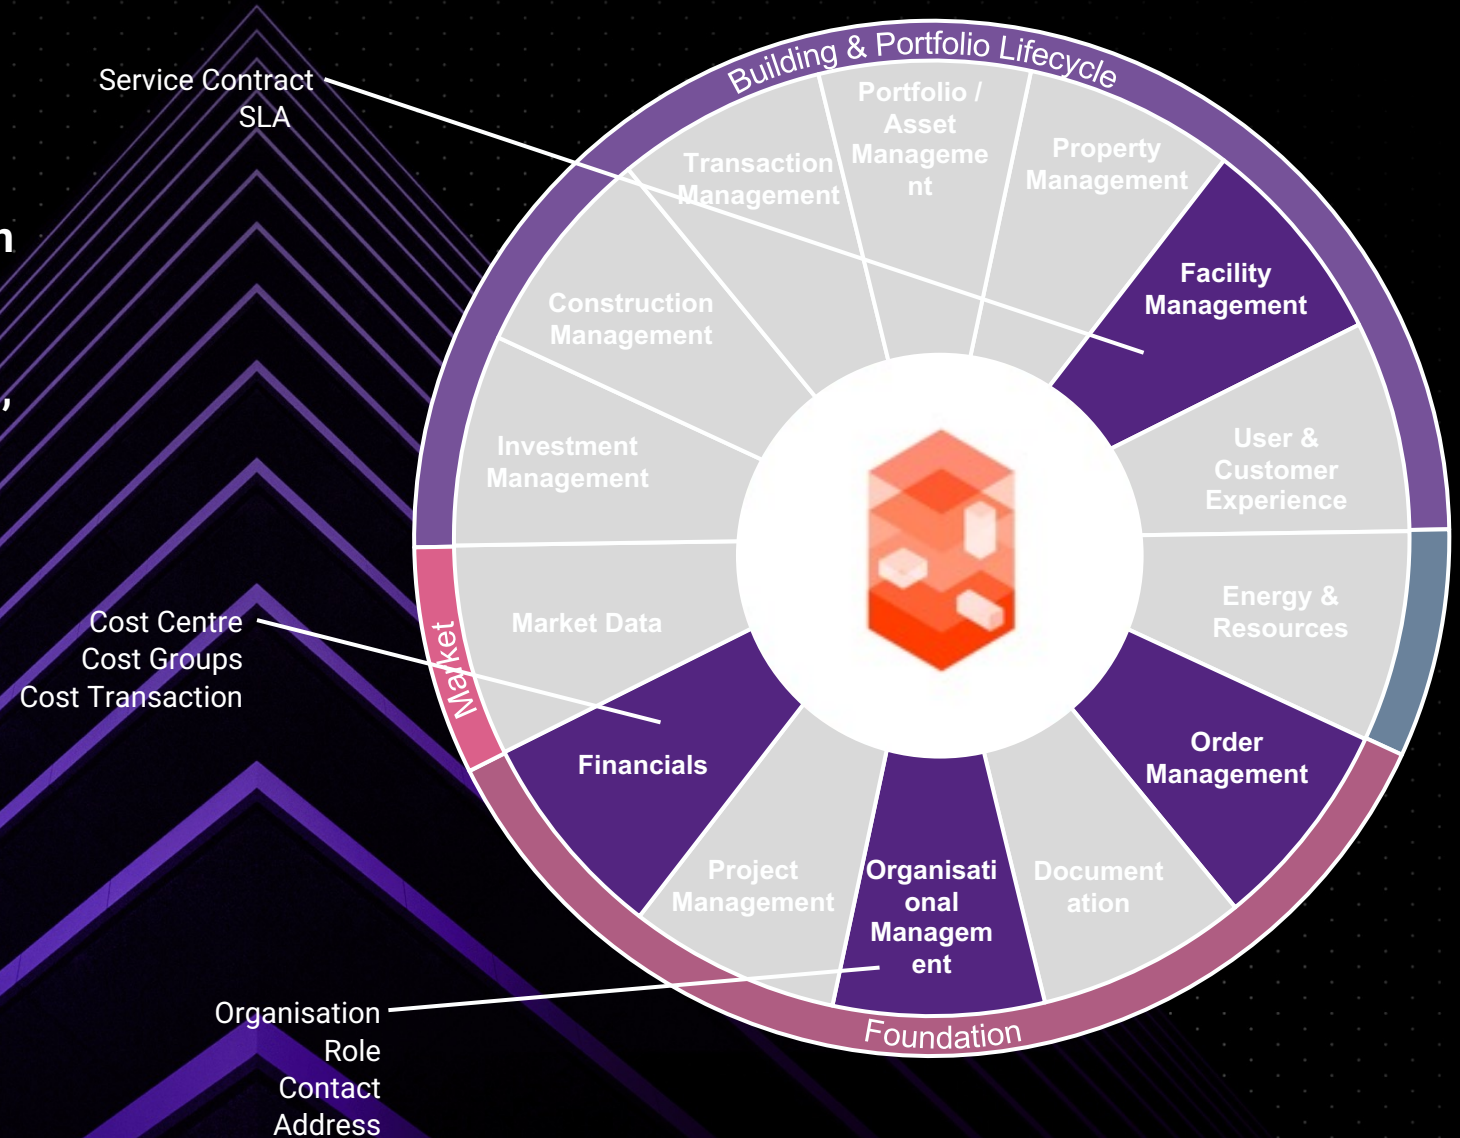 Building & Portfolio Lifecycle
Service Contract
SLA
Portfolio /
Asset
Manageme
nt
Transaction
Management
Property
Management
n
Facility
Management
Construction
Management
,
User &
Customer
Experience
Investment
Management
Energy &
Resources
Market Data
Market
Cost Centre
Cost Groups
Cost Transaction
Order
Management
Financials
Project
Management
Organisati
onal
Managem
ent
Document
ation
Foundation
Organisation
Role
Contact
Address